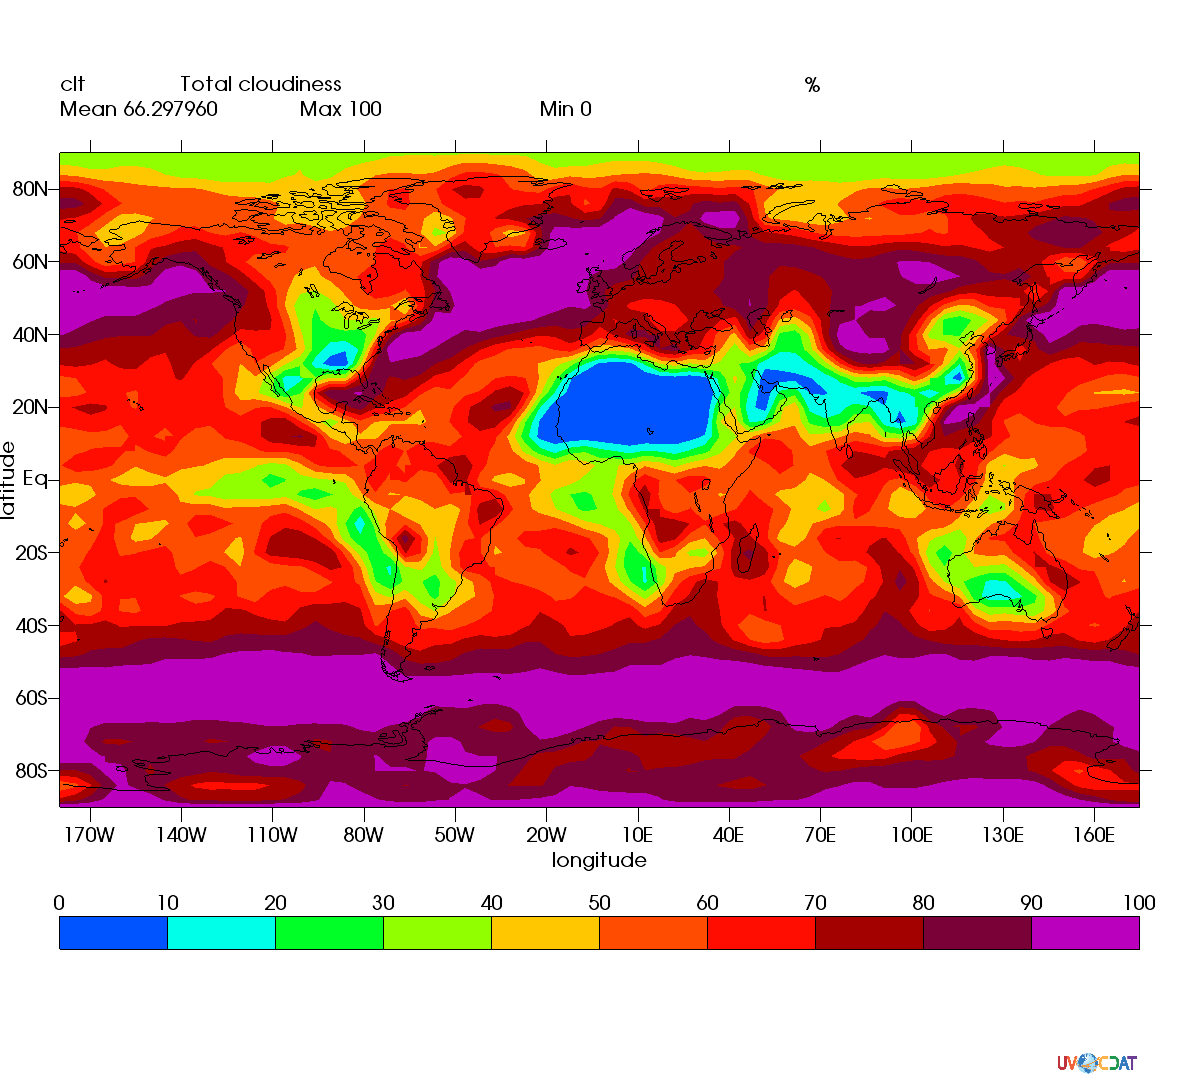 clt Total cloudiness %
Mean 66.297960 Max 100 Min 0
80N
60N
40N
20N
Eq
20S
40S
60S
80S
latitude
170W 140W 110W 80W 50W 20W 10E 40E 70E 100E 130E 160E
longitude
0 10 20 30 40 50 60 70 80 90 100
UV CDAT